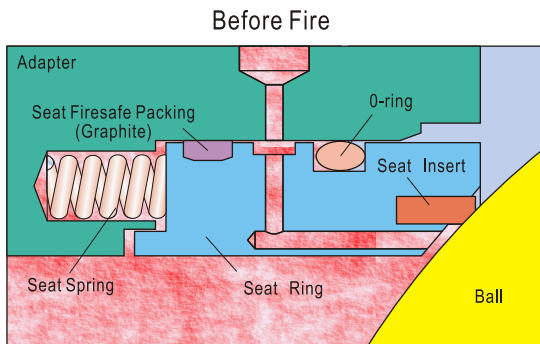 Before Fire
Adapter
Seat Firesafe Packing
(Graphite)
0-ring
Seat Insert
Seat Spring
Seat Ring
Ball